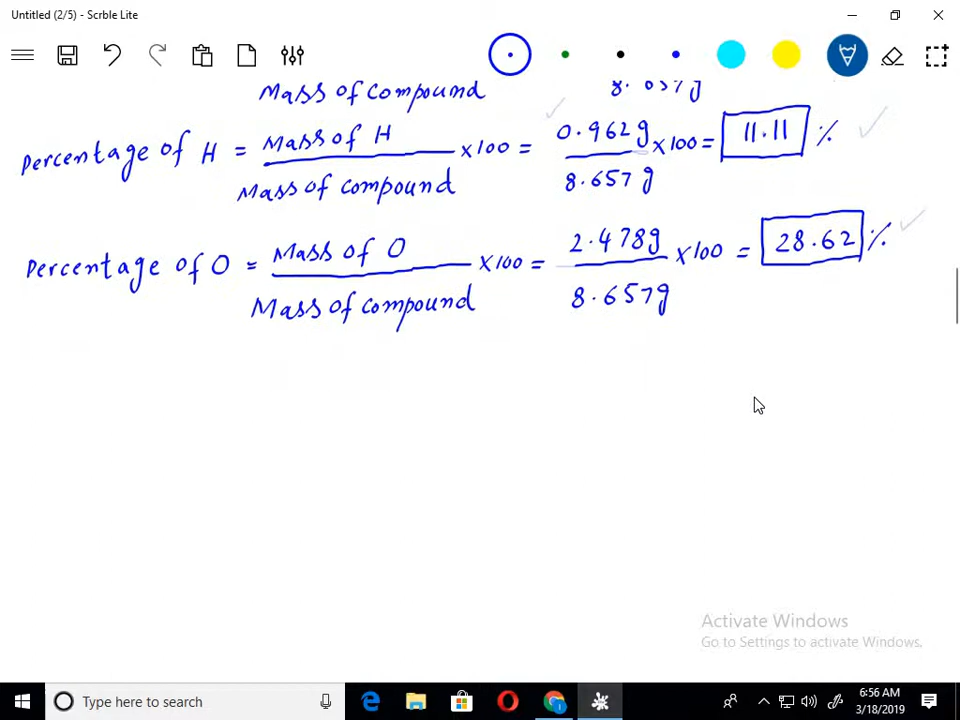 Untitled (2/5) - Scrble Lite
Mass of compound 8.657g
Percentage of H = Mass of H x100 = 0.962g x100 = 11.11 %
Mass of compound 8.657g
Percentage of O = Mass of O x100 = 2.478g x100 = 28.62 %
Mass of compound 8.657g
Activate Windows
Go to Settings to activate Windows.
Type here to search
6:56 AM
3/18/2019